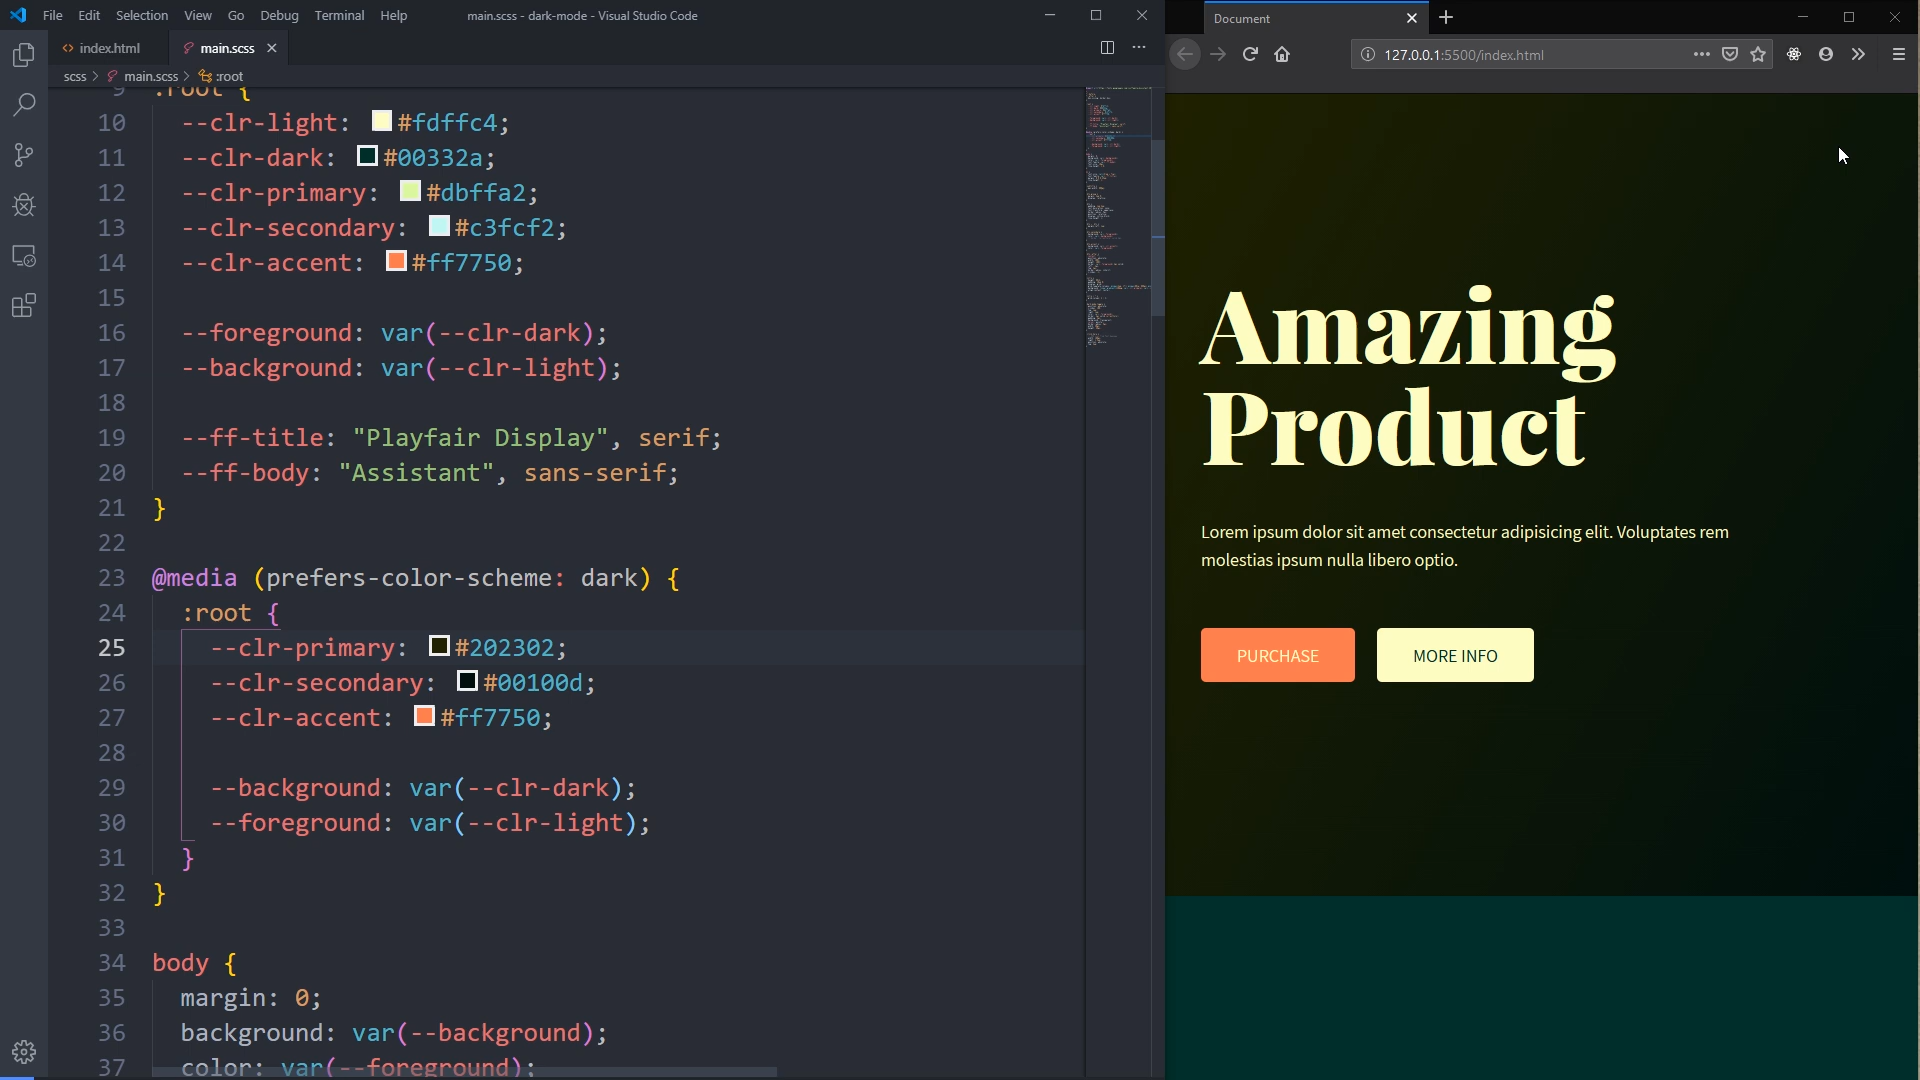 File Edit Selection View Go Debug Terminal Help
main.scss - dark-mode - Visual Studio Code
index.html
main.scss
scss > main.scss > :root
9 :root {
10 --clr-light: #fdffc4;
11 --clr-dark: #00332a;
12 --clr-primary: #dbffa2;
13 --clr-secondary: #c3fcf2;
14 --clr-accent: #ff7750;
15
16 --foreground: var(--clr-dark);
17 --background: var(--clr-light);
18
19 --ff-title: "Playfair Display", serif;
20 --ff-body: "Assistant", sans-serif;
21 }
22
23 @media (prefers-color-scheme: dark) {
24 :root {
25 --clr-primary: #202302;
26 --clr-secondary: #00100d;
27 --clr-accent: #ff7750;
28
29 --background: var(--clr-dark);
30 --foreground: var(--clr-light);
31 }
32 }
33
34 body {
35 margin: 0;
36 background: var(--background);
37 color: var(--foreground);
Document
127.0.0.1:5500/index.html
Amazing
Product
Lorem ipsum dolor sit amet consectetur adipisicing elit. Voluptates rem
molestias ipsum nulla libero optio.
PURCHASE
MORE INFO